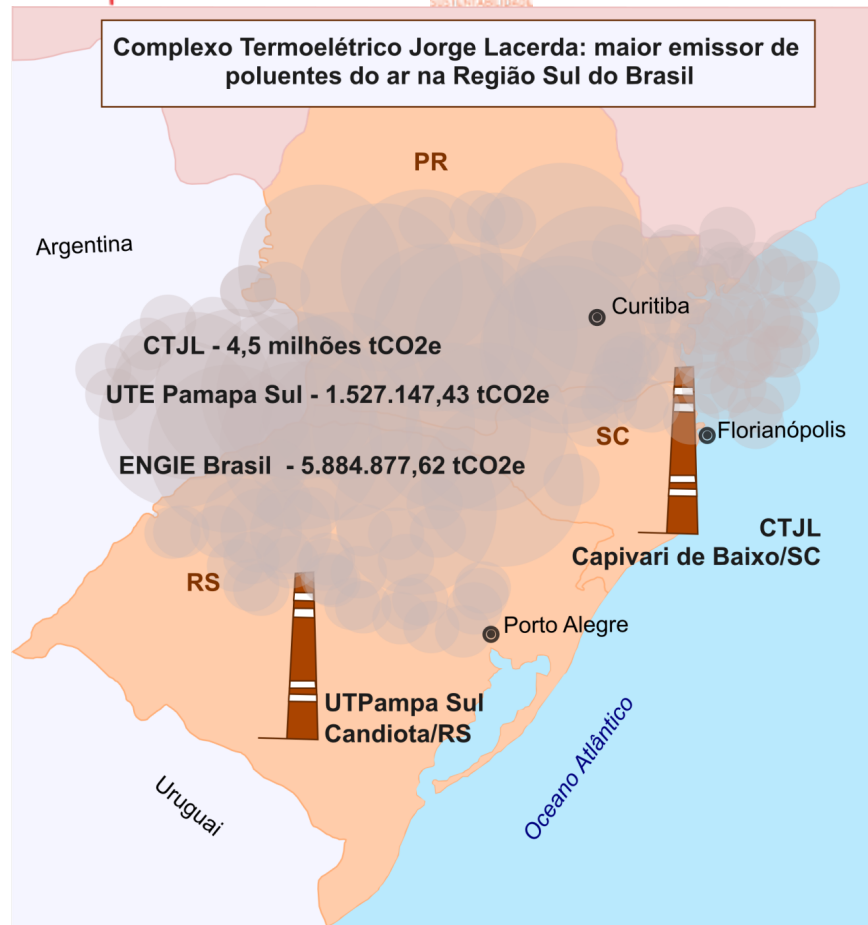 SUSTENTABILIDADE
Complexo Termoelétrico Jorge Lacerda: maior emissor de
poluentes do ar na Região Sul do Brasil
PR
Argentina
Curitiba
CTJL - 4,5 milhões tCO2e
UTE Pamapa Sul - 1.527.147,43 tCO2e
SC
Florianópolis
ENGIE Brasil - 5.884.877,62 tCO2e
CTJL
Capivari de Baixo/SC
RS
Porto Alegre
UTPampa Sul
Candiota/RS
Oceano Atlântico
Uruguai